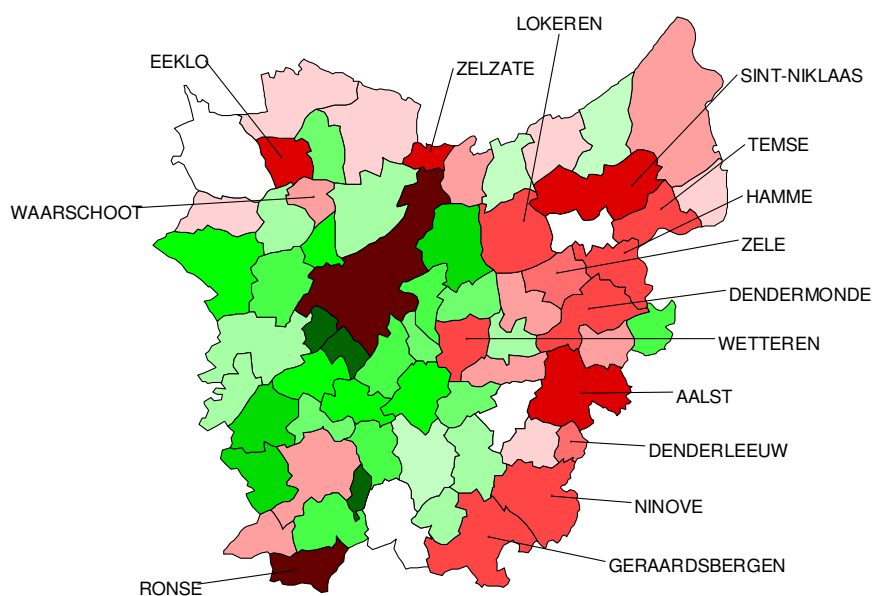 LOKEREN
EEKLO
ZELZATE
SINT-NIKLAAS
TEMSE
HAMME
WAARSCHOOT
ZELE
DENDERMONDE
WETTEREN
AALST
DENDERLEEUW
NINOVE
GERAARDSBERGEN
RONSE